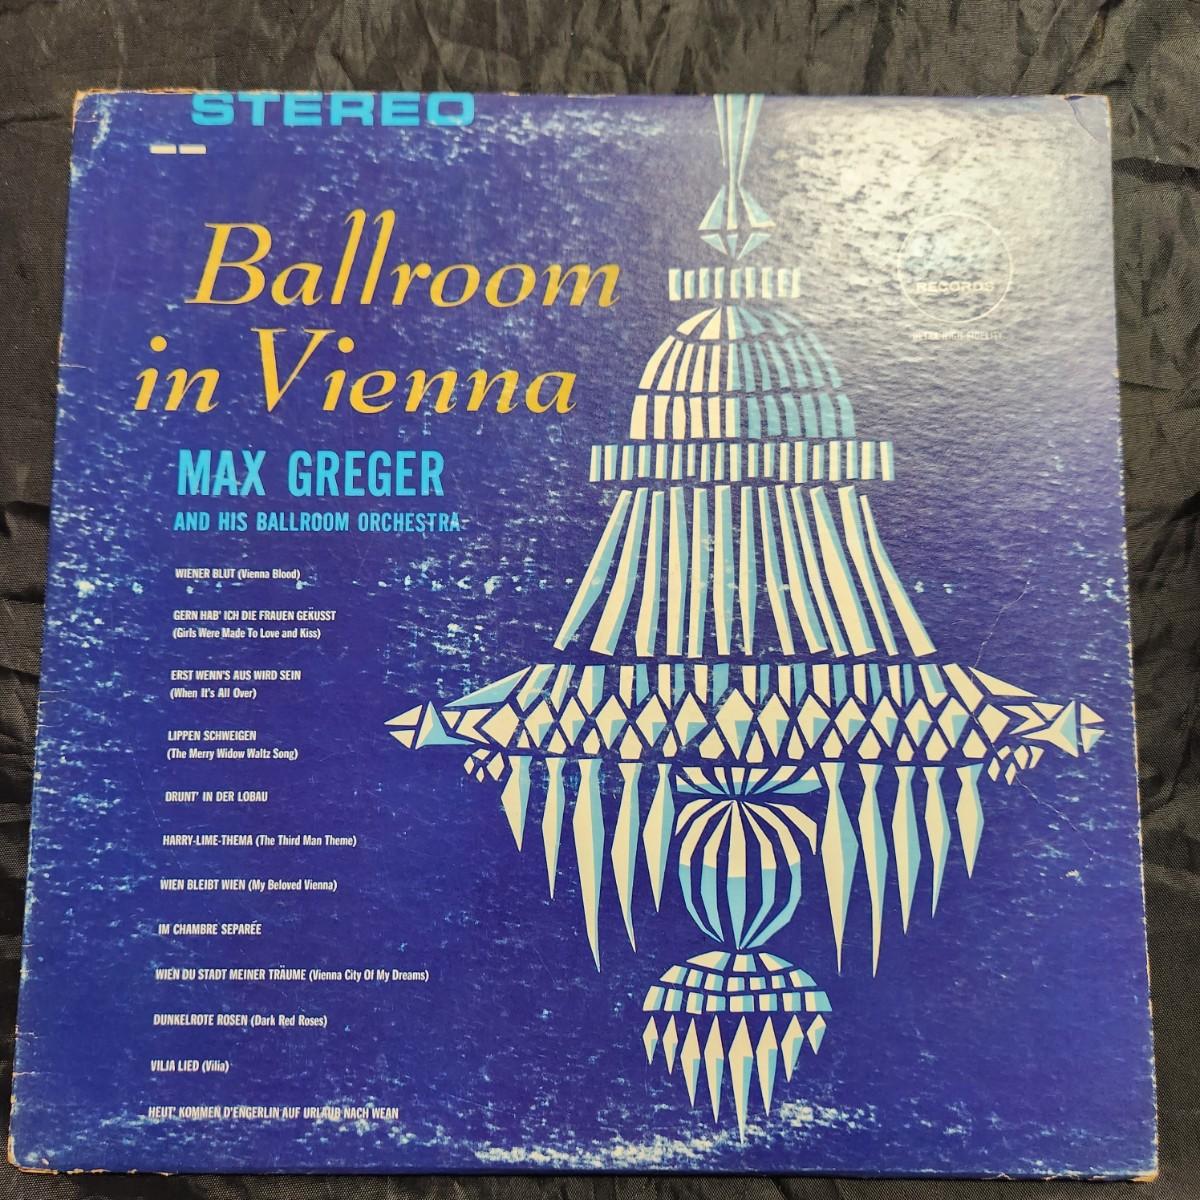 STEREO
Ballroom
in Vienna
MAX GREGER
AND HIS BALLROOM ORCHESTRA
WIENER BLUT (Vienna Blood)
GERN HAB' ICH DIE FRAUEN GEKÜSST
(Girls Were Made To Love and Kiss)
ERST WENN'S AUS WIRD SEIN
(When It's All Over)
LIPPEN SCHWEIGEN
(The Merry Widow Waltz Song)
DRUNT' IN DER LOBAU
HARRY-LIME-THEMA (The Third Man Theme)
WIEN BLEIBT WIEN (My Beloved Vienna)
IM CHAMBRE SEPARÉE
WIEN DU STADT MEINER TRÄUME (Vienna City Of My Dreams)
DUNKELROTE ROSEN (Dark Red Roses)
VILJA LIED (Vilia)
HEUT' KOMMEN D'ENGERLIN AUF URLAUB NACH WEAN
RECORDS
HIGH FIDELITY